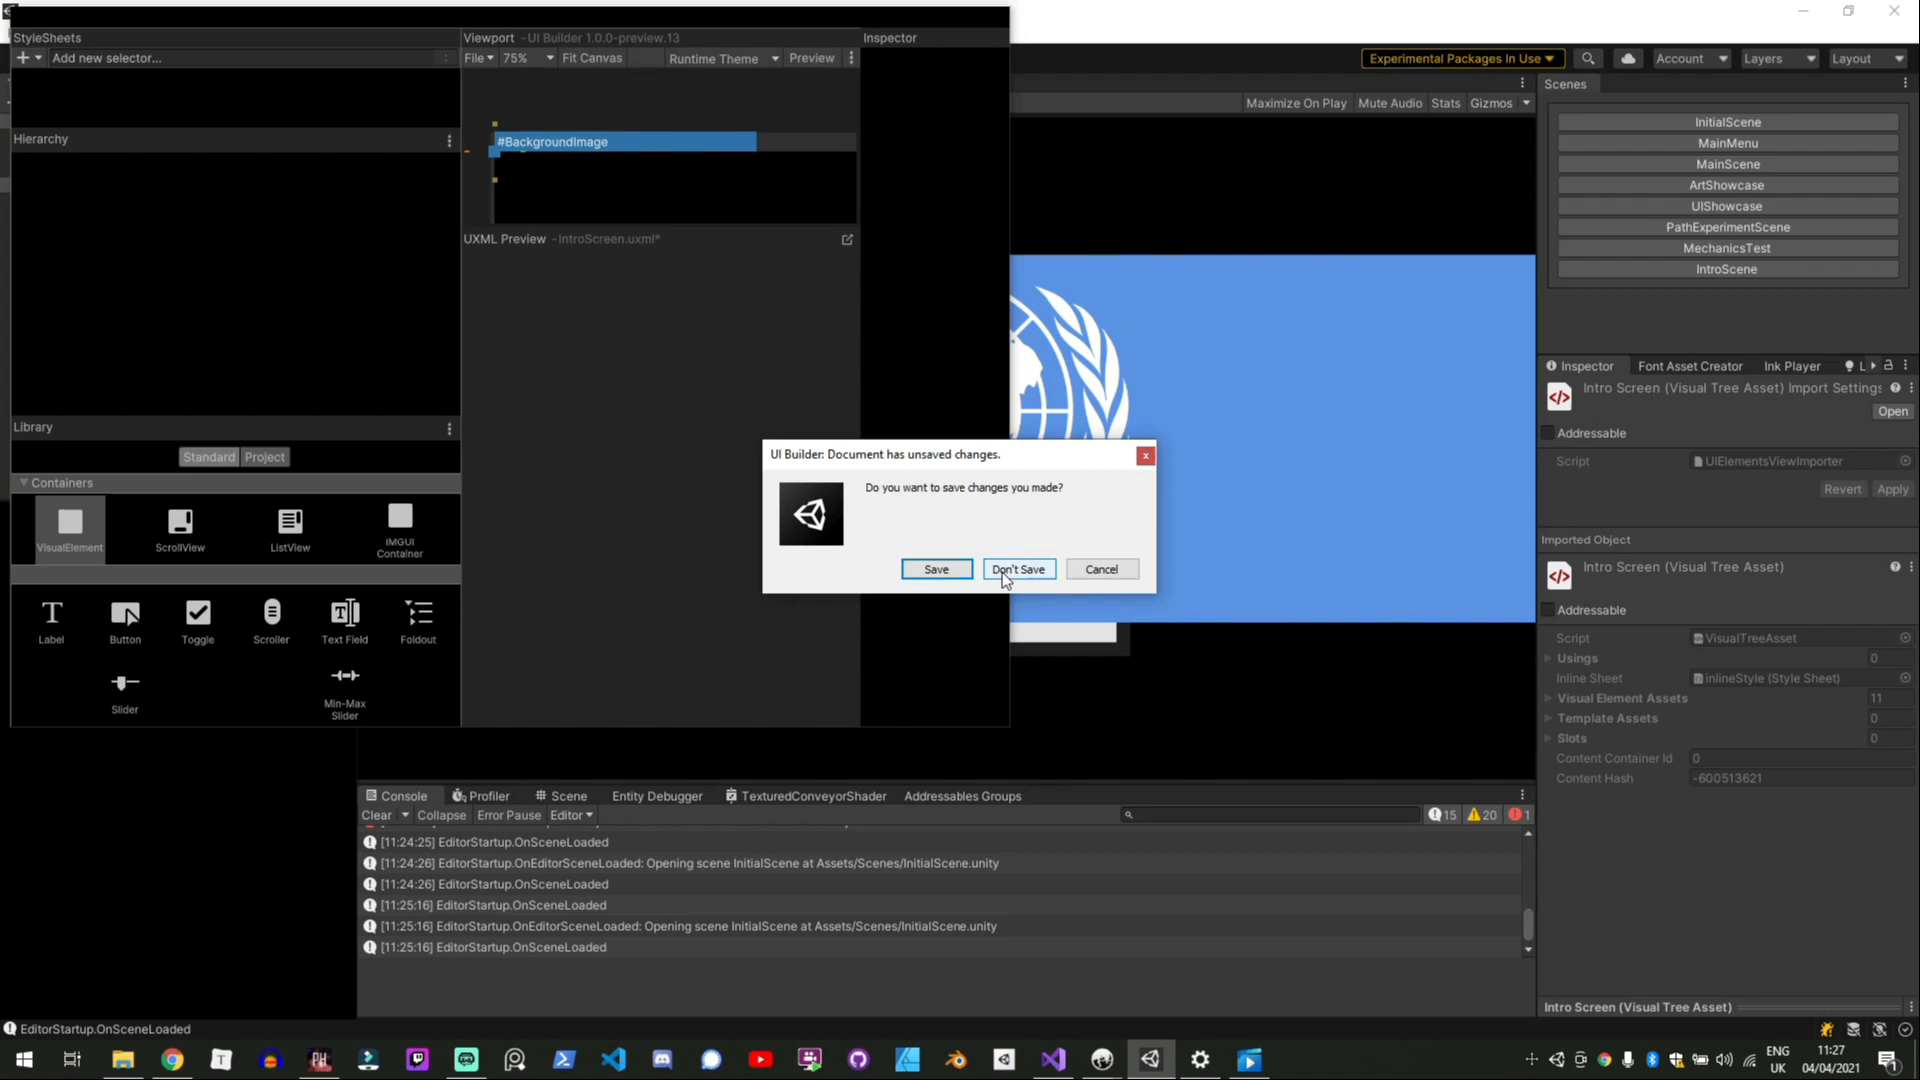 StyleSheets
Add new selector...
Viewport - UI Builder 1.0.0-preview.13
File 75% Fit Canvas Runtime Theme Preview
Inspector
Hierarchy
#BackgroundImage
UXML Preview -IntroScreen.uxml*
Library
Standard Project
Containers
VisualElement ScrollView ListView IMGUI Container
Label Button Toggle Scroller Text Field Foldout
Slider Min-Max Slider
UI Builder: Document has unsaved changes.
x
Do you want to save changes you made?
Save Don't Save Cancel
Experimental Packages In Use Account Layers Layout
Maximize On Play Mute Audio Stats Gizmos
Scenes
InitialScene
MainMenu
MainScene
ArtShowcase
UIShowcase
PathExperimentScene
MechanicsTest
IntroScene
Inspector Font Asset Creator Ink Player L
Intro Screen (Visual Tree Asset) Import Settings
Open
Addressable
Script UIElementsViewImporter
Revert Apply
Imported Object
Intro Screen (Visual Tree Asset)
Addressable
Script VisualTreeAsset
Usings 0
Inline Sheet inlineStyle (Style Sheet)
Visual Element Assets 11
Template Assets 0
Slots 0
Content Container Id 0
Content Hash -600513621
Intro Screen (Visual Tree Asset)
Console Profiler Scene Entity Debugger TexturedConveyorShader Addressables Groups
Clear Collapse Error Pause Editor 15 20 1
[11:24:25] EditorStartup.OnSceneLoaded
[11:24:26] EditorStartup.OnEditorSceneLoaded: Opening scene InitialScene at Assets/Scenes/InitialScene.unity
[11:24:26] EditorStartup.OnSceneLoaded
[11:25:16] EditorStartup.OnSceneLoaded
[11:25:16] EditorStartup.OnEditorSceneLoaded: Opening scene InitialScene at Assets/Scenes/InitialScene.unity
[11:25:16] EditorStartup.OnSceneLoaded
EditorStartup.OnSceneLoaded
ENG
UK
11:27
04/04/2021